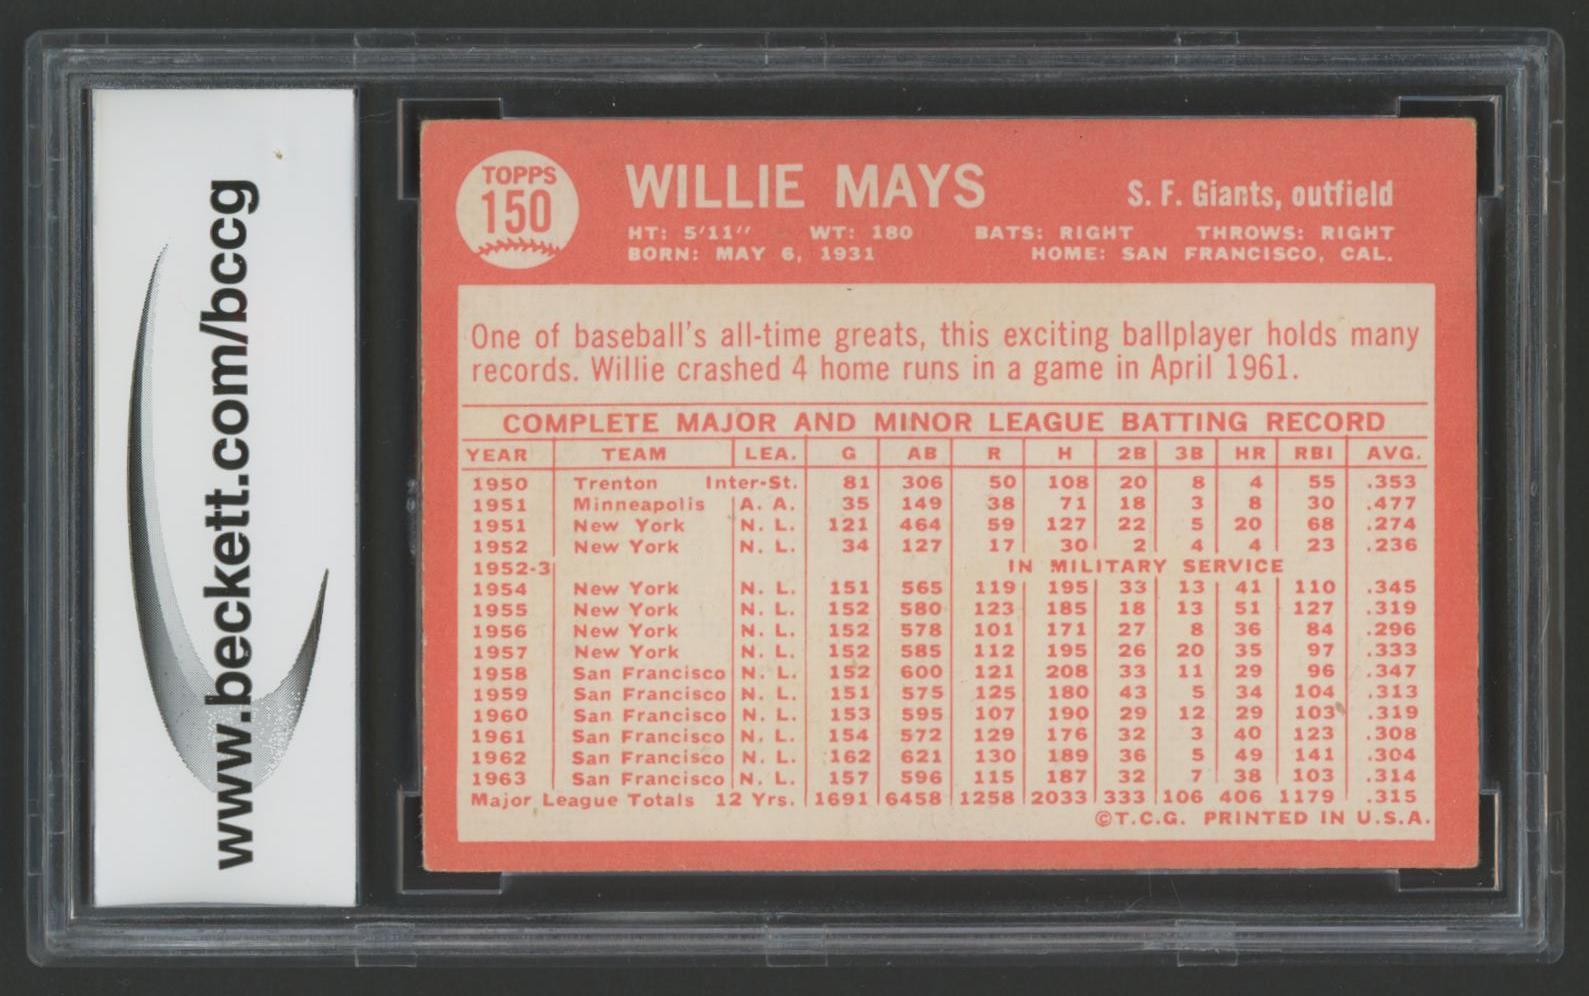 www.beckett.com/bccg
TOPPS
150
WILLIE MAYS
S. F. Giants, outfield
HT: 5'11" WT: 180 BATS: RIGHT THROWS: RIGHT
BORN: MAY 6, 1931 HOME: SAN FRANCISCO, CAL.
One of baseball's all-time greats, this exciting ballplayer holds many
records. Willie crashed 4 home runs in a game in April 1961.
COMPLETE MAJOR AND MINOR LEAGUE BATTING RECORD
YEAR TEAM LEA. G AB R H 2B 3B HR RBI AVG.
1950 Trenton Inter-St. 81 306 50 108 20 8 4 55 .353
1951 Minneapolis A. A. 35 149 38 71 18 3 8 30 .477
1951 New York N. L. 121 464 59 127 22 5 20 68 .274
1952 New York N. L. 34 127 17 30 2 4 4 23 .236
1952-3 IN MILITARY SERVICE
1954 New York N. L. 151 565 119 195 33 13 41 110 .345
1955 New York N. L. 152 580 123 185 18 13 51 127 .319
1956 New York N. L. 152 578 101 171 27 8 36 84 .296
1957 New York N. L. 152 585 112 195 26 20 35 97 .333
1958 San Francisco N. L. 152 600 121 208 33 11 29 96 .347
1959 San Francisco N. L. 151 575 125 180 43 5 34 104 .313
1960 San Francisco N. L. 153 595 107 190 29 12 29 103 .319
1961 San Francisco N. L. 154 572 129 176 32 3 40 123 .308
1962 San Francisco N. L. 162 621 130 189 36 5 49 141 .304
1963 San Francisco N. L. 157 596 115 187 32 7 38 103 .314
Major League Totals 12 Yrs. 1691 6458 1258 2033 333 106 406 1179 .315
©T.C.G. PRINTED IN U.S.A.